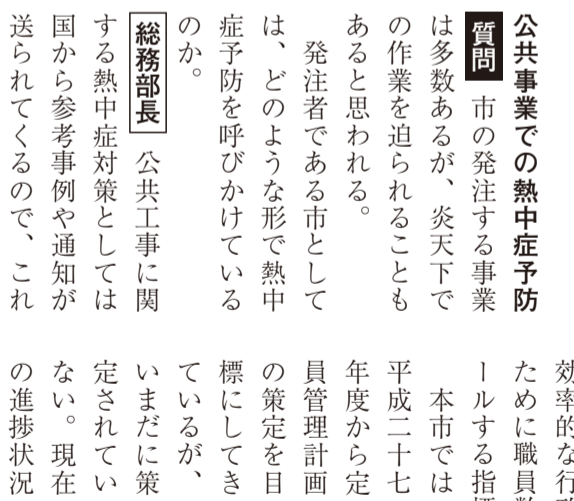 公共事業での熱中症予防
質問 市の発注する事業
は多数あるが、炎天下で
の作業を迫られることも
あると思われる。
発注者である市として
は、どのような形で熱中
症予防を呼びかけている
のか。
総務部長 公共工事に関
する熱中症対策としては
国から参考事例や通知が
送られてくるので、これ
効率的な行
ために職員数
ールする指標
本市では
平成二十七
年度から定
員管理計画
の策定を目
標にしてき
ているが、
いまだに策
定されてい
ない。現在
の進捗状況